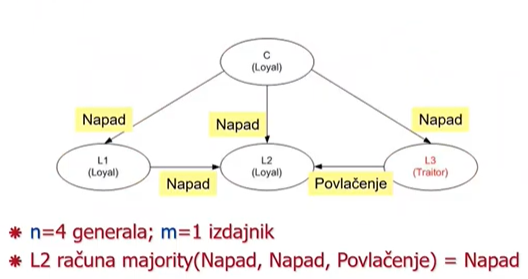 C
(Loyal)
Napad
Napad
Napad
L1
(Loyal)
L2
(Loyal)
L3
(Traitor)
Napad
Povlačenje
n=4 generala; m=1 izdajnik
L2 računa majority(Napad, Napad, Povlačenje) = Napad